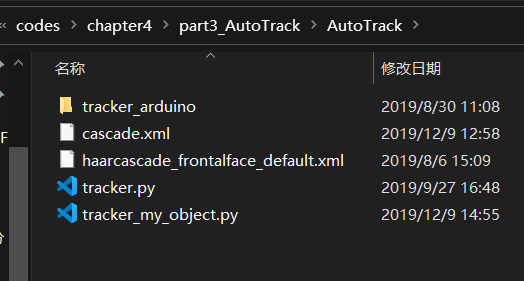 « codes > chapter4 > part3_AutoTrack > AutoTrack >
名称 修改日期
tracker_arduino 2019/8/30 11:08
cascade.xml 2019/12/9 12:58
haarcascade_frontalface_default.xml 2019/8/6 15:09
F
tracker.py 2019/9/27 16:48
tracker_my_object.py 2019/12/9 14:55